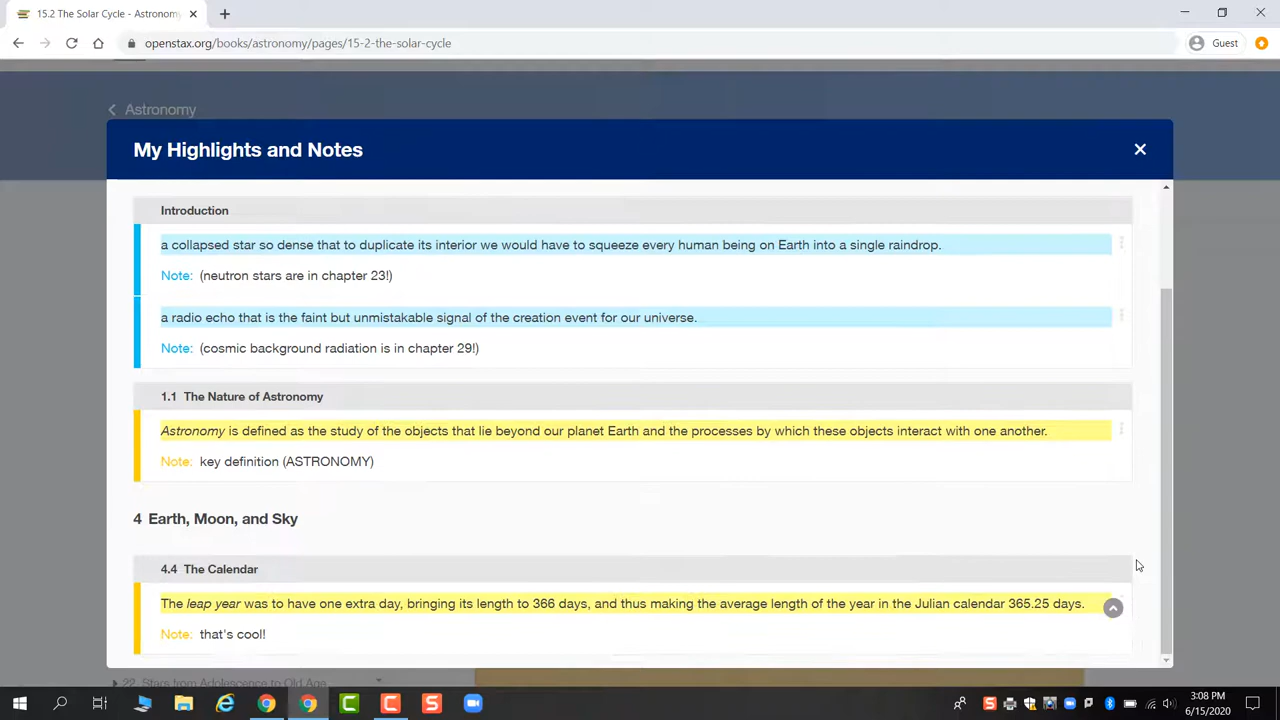 15.2 The Solar Cycle - Astronomy
openstax.org/books/astronomy/pages/15-2-the-solar-cycle
Guest
Astronomy
My Highlights and Notes
Introduction
a collapsed star so dense that to duplicate its interior we would have to squeeze every human being on Earth into a single raindrop.
Note: (neutron stars are in chapter 23!)
a radio echo that is the faint but unmistakable signal of the creation event for our universe.
Note: (cosmic background radiation is in chapter 29!)
1.1 The Nature of Astronomy
Astronomy is defined as the study of the objects that lie beyond our planet Earth and the processes by which these objects interact with one another.
Note: key definition (ASTRONOMY)
4 Earth, Moon, and Sky
4.4 The Calendar
The leap year was to have one extra day, bringing its length to 366 days, and thus making the average length of the year in the Julian calendar 365.25 days.
Note: that's cool!
22. Stars from Adolescence to Old Age
3:08 PM
6/15/2020